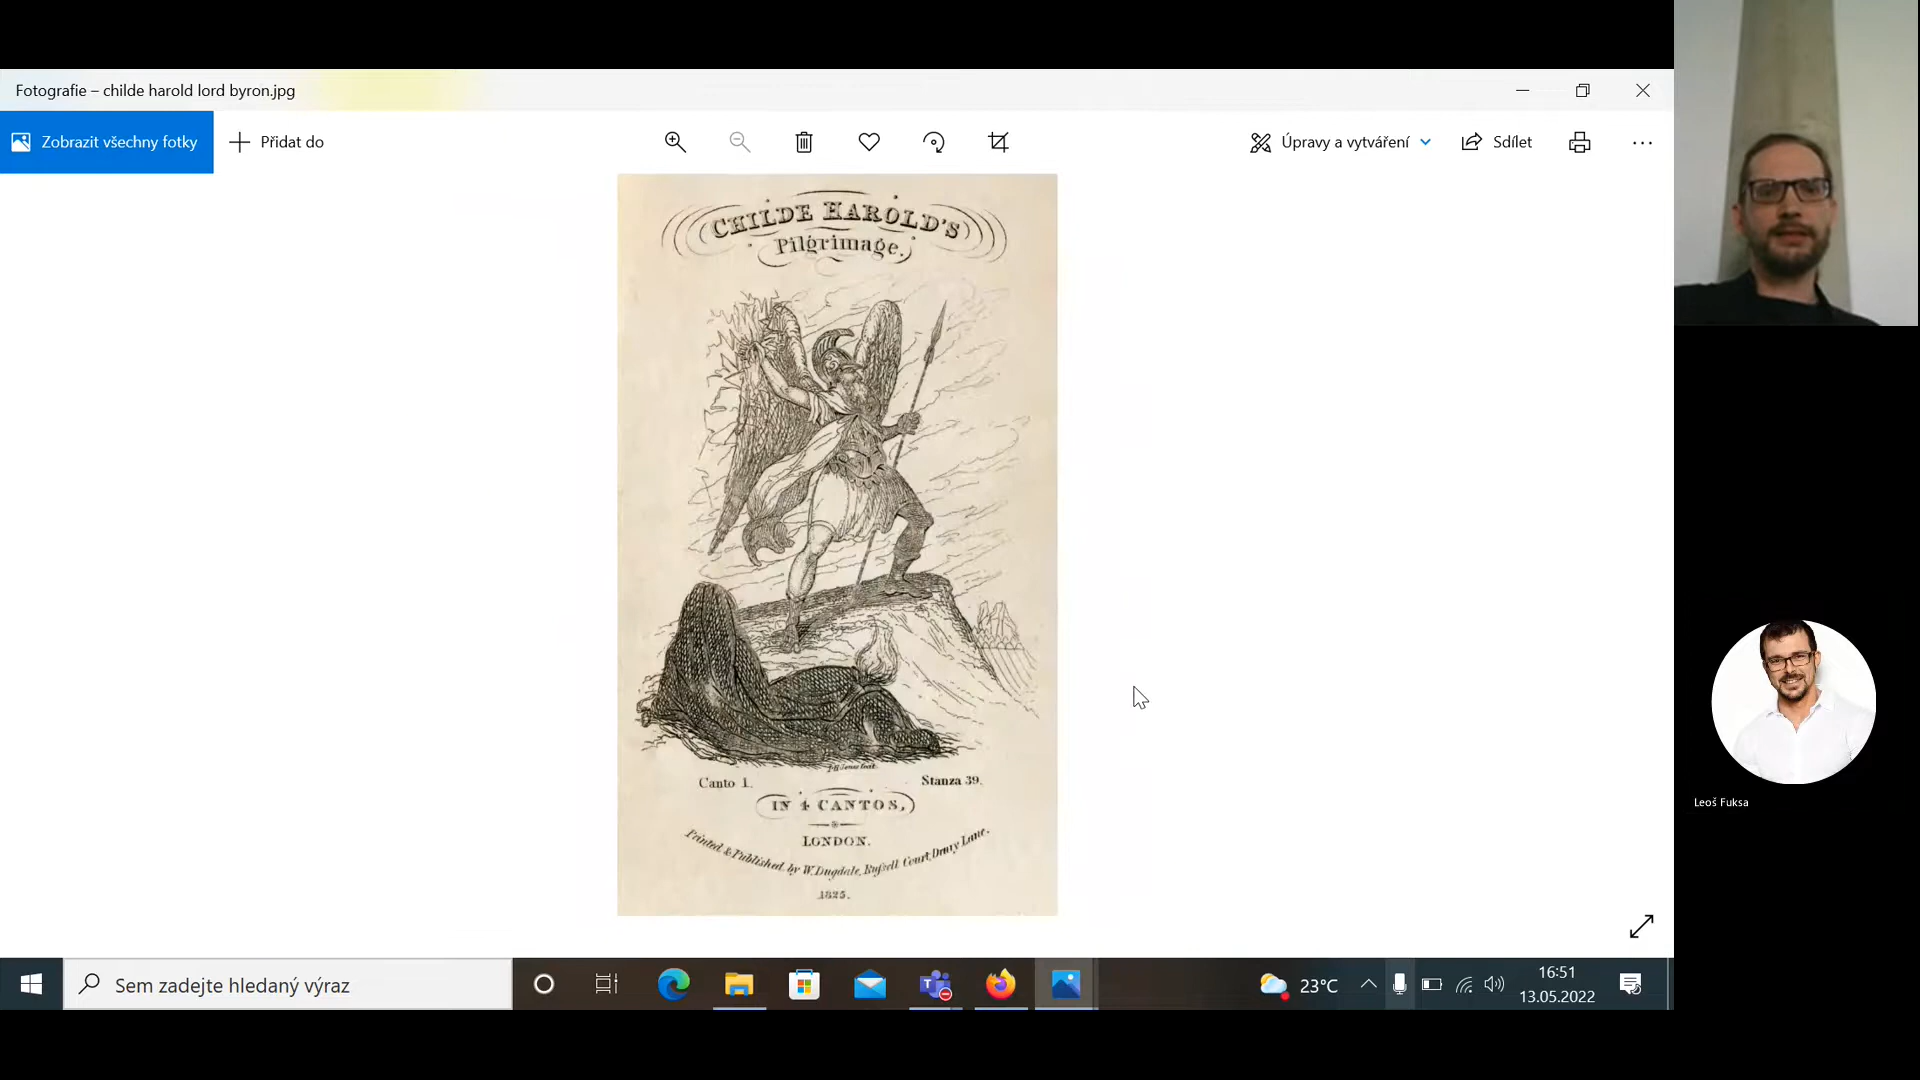 Fotografie – childe harold lord byron.jpg
Zobrazit všechny fotky
Přidat do
Úpravy a vytváření
Sdílet
CHILDE HAROLD'S
Pilgrimage.
Canto 1.
Stanza 39.
IN 4 CANTOS,
LONDON.
Printed & Published by W. Dugdale, Russell Court, Drury Lane.
1825.
Leoš Fuksa
Sem zadejte hledaný výraz
23°C
16:51
13.05.2022